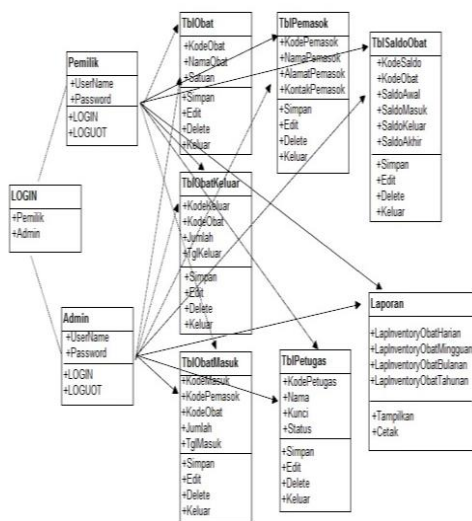 Pemilik
+UserName
+Password
+LOGIN
+LOGUOT
LOGIN
+Pemilik
+Admin
Admin
+UserName
+Password
+LOGIN
+LOGUOT
TblObat
+KodeObat
+NamaObat
+Satuan
+Simpan
+Edit
+Delete
+Keluar
TblObatKeluar
+KodeKeluar
+KodeObat
+Jumlah
+TglKeluar
+Simpan
+Edit
+Delete
+Keluar
TblObatMasuk
+KodeMasuk
+KodePemasok
+KodeObat
+Jumlah
+TglMasuk
+Simpan
+Edit
+Delete
+Keluar
TblPemasok
+KodePemasok
+NamaPemasok
+AlamatPemasok
+KontakPemasok
+Simpan
+Edit
+Delete
+Keluar
TblPetugas
+KodePetugas
+Nama
+Kunci
+Status
+Simpan
+Edit
+Delete
+Keluar
TblSaldoObat
+KodeSaldo
+KodeObat
+SaldoAwal
+SaldoMasuk
+SaldoKeluar
+SaldoAkhir
+Simpan
+Edit
+Delete
+Keluar
Laporan
+LapInventoryObatHarian
+LapInventoryObatMingguan
+LapInventoryObatBulanan
+LapInventoryObatTahunan
+Tampilkan
+Cetak